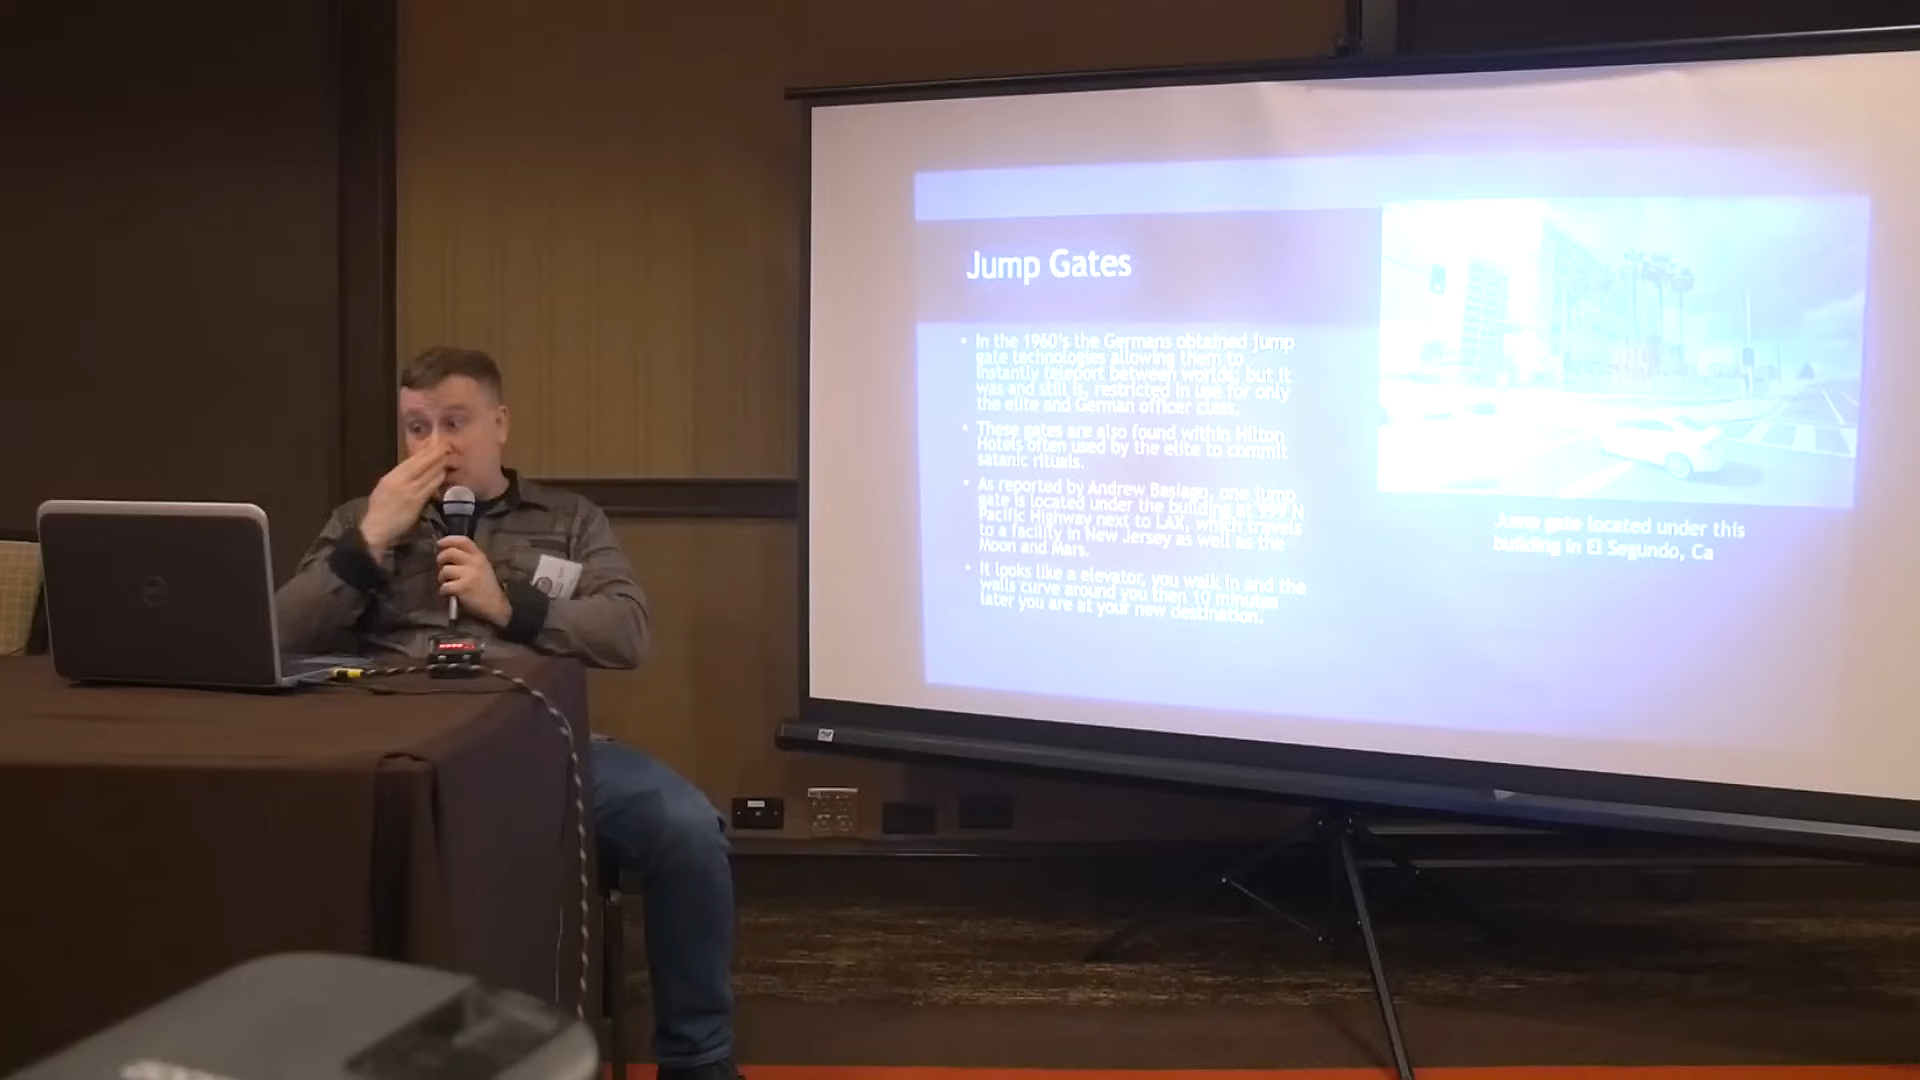 Jump Gates
• In the 1960's the Germans obtained jump
gate technologies allowing them to
instantly teleport between worlds, but it
was and still is, restricted in use for only
the elite and German officer class.
• These gates are also found within Hilton
Hotels often used by the elite to commit
satanic rituals.
• As reported by Andrew Basiago, one jump
gate is located under the building at 999 N
Pacific Highway next to LAX, which travels
to a facility in New Jersey as well as the
Moon and Mars.
• It looks like a elevator, you walk in and the
walls curve around you then 10 minutes
later you are at your new destination.
Jump gate located under this
building in El Segundo, Ca